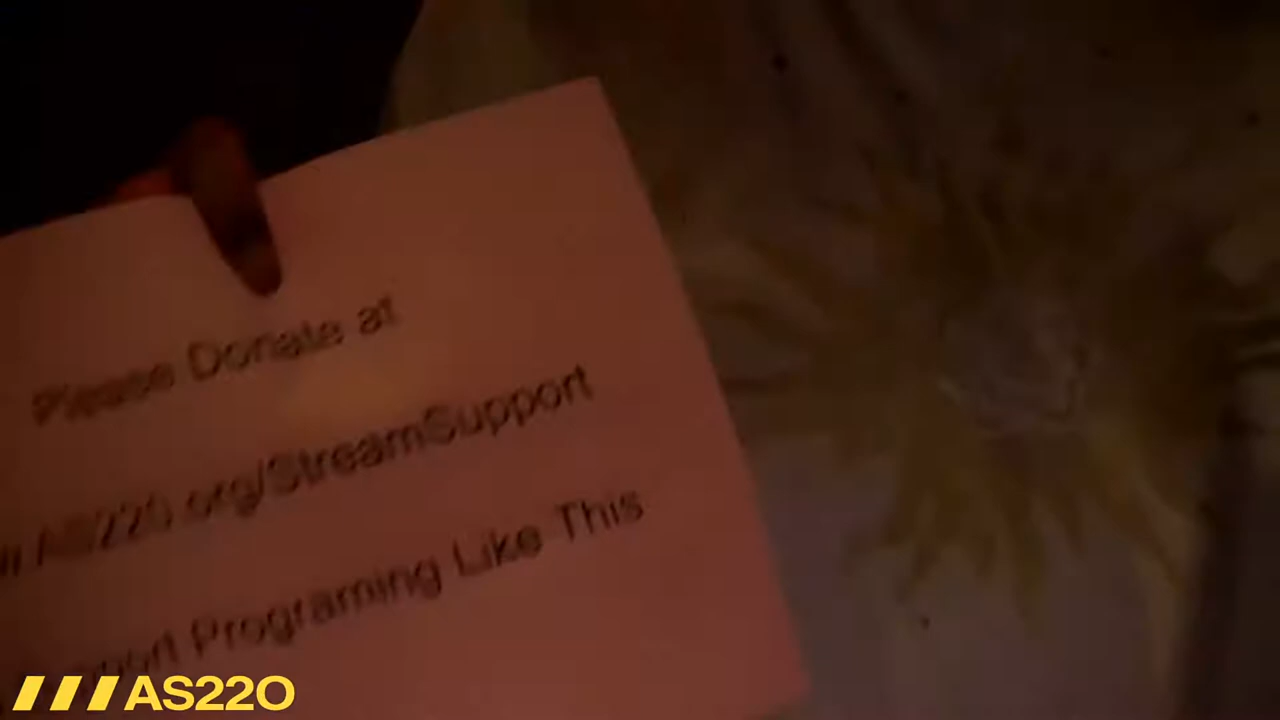 Please Donate at
AS220.org/StreamSupport
Programing Like This
AS220